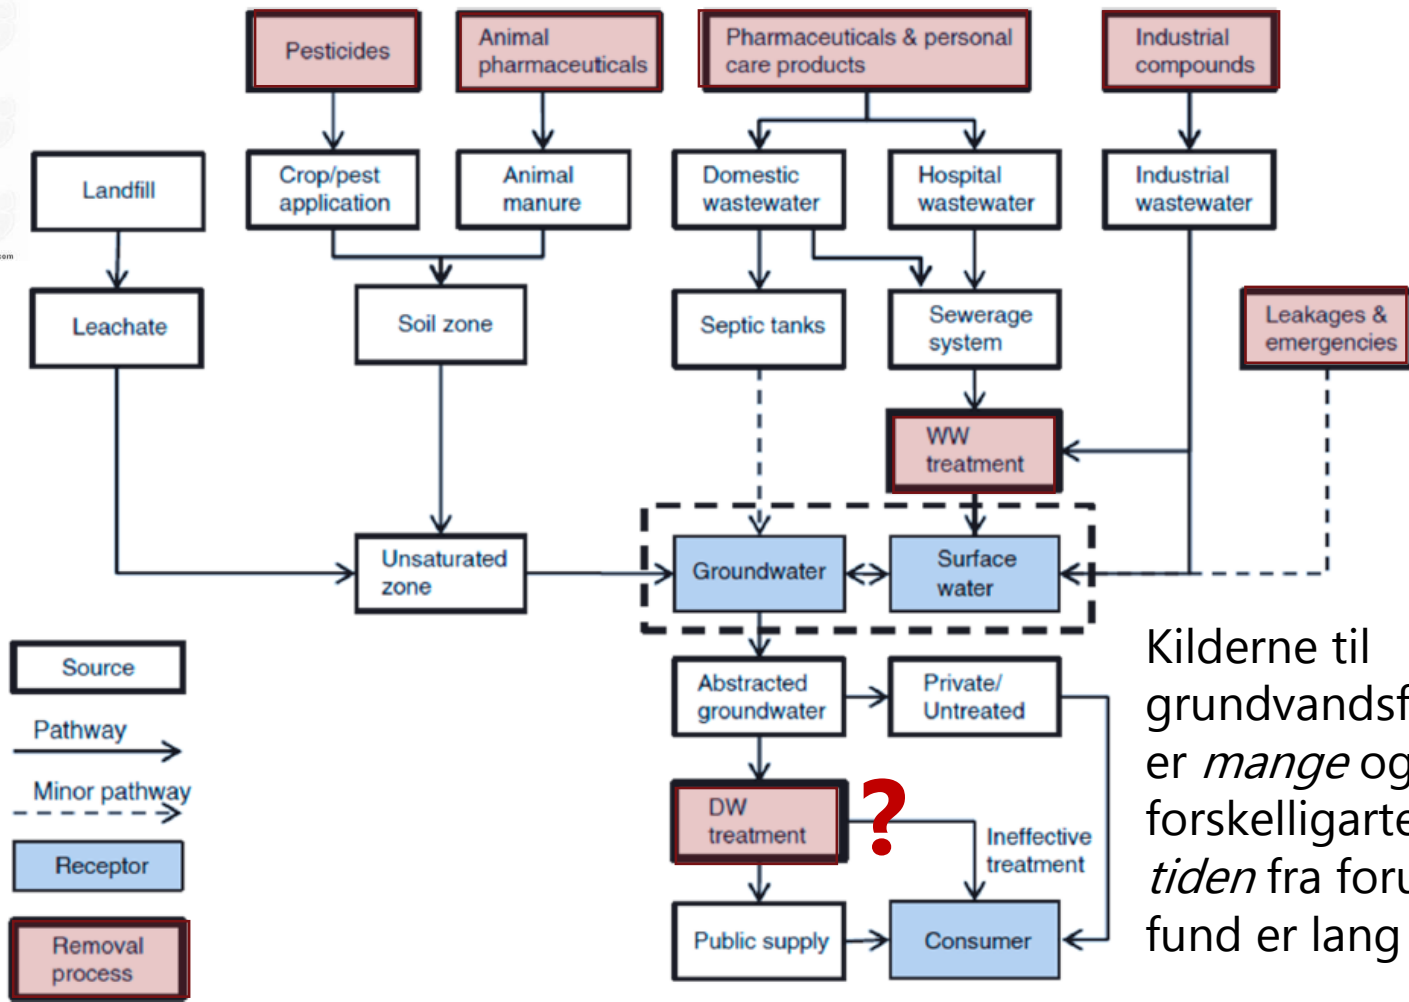 Pesticides
Animal
pharmaceuticals
Pharmaceuticals & personal
care products
Industrial
compounds
Landfill
Crop/pest
application
Animal
manure
Domestic
wastewater
Hospital
wastewater
Industrial
wastewater
Leachate
Soil zone
Septic tanks
Sewerage
system
Leakages &
emergencies
WW
treatment
Unsaturated
zone
Groundwater
Surface
water
Source
Pathway
Minor pathway
Receptor
Removal
process
Abstracted
groundwater
Private/
Untreated
DW
treatment
?
Ineffective
treatment
Public supply
Consumer
Kilderne til
er mange og
tiden fra
fund er lang